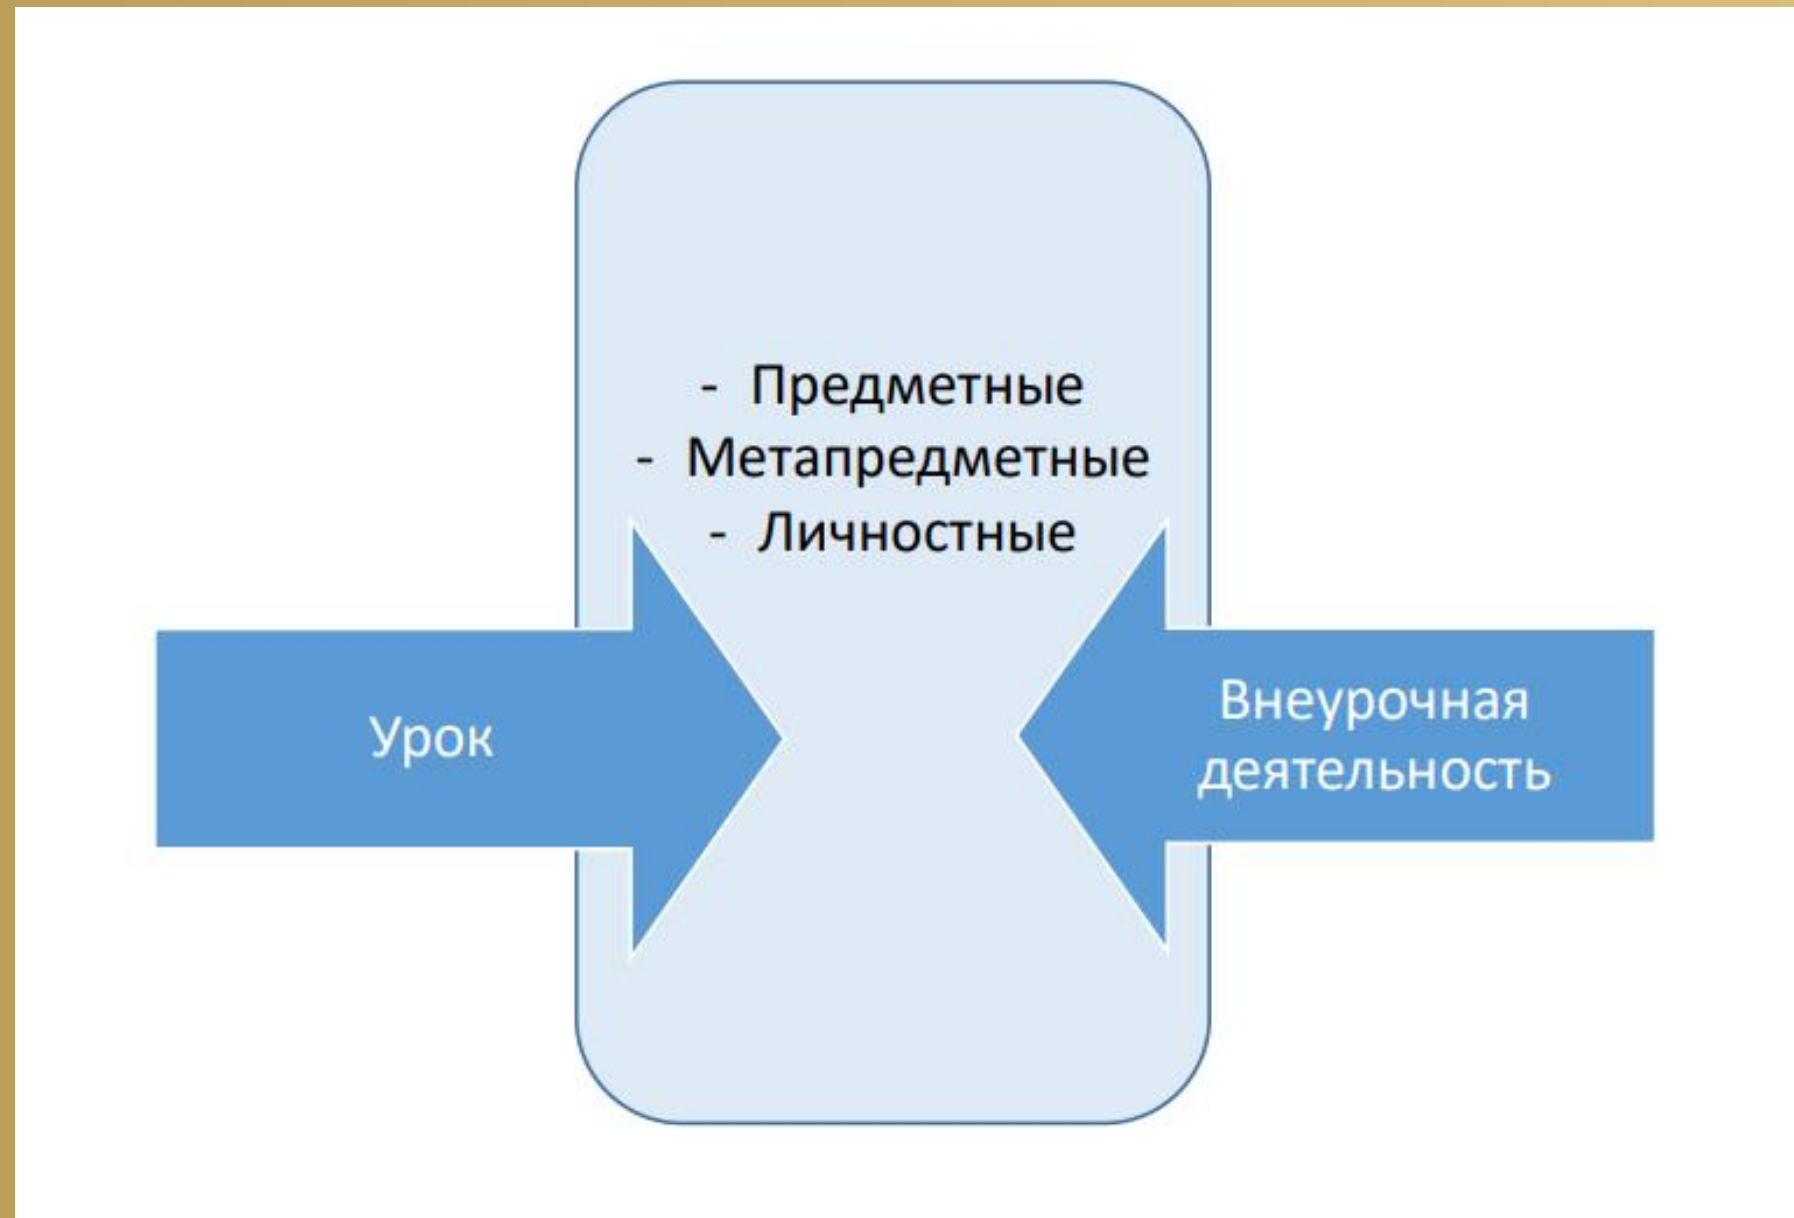 - Предметные
- Метапредметные
- Личностные
Урок
Внеурочная
деятельность